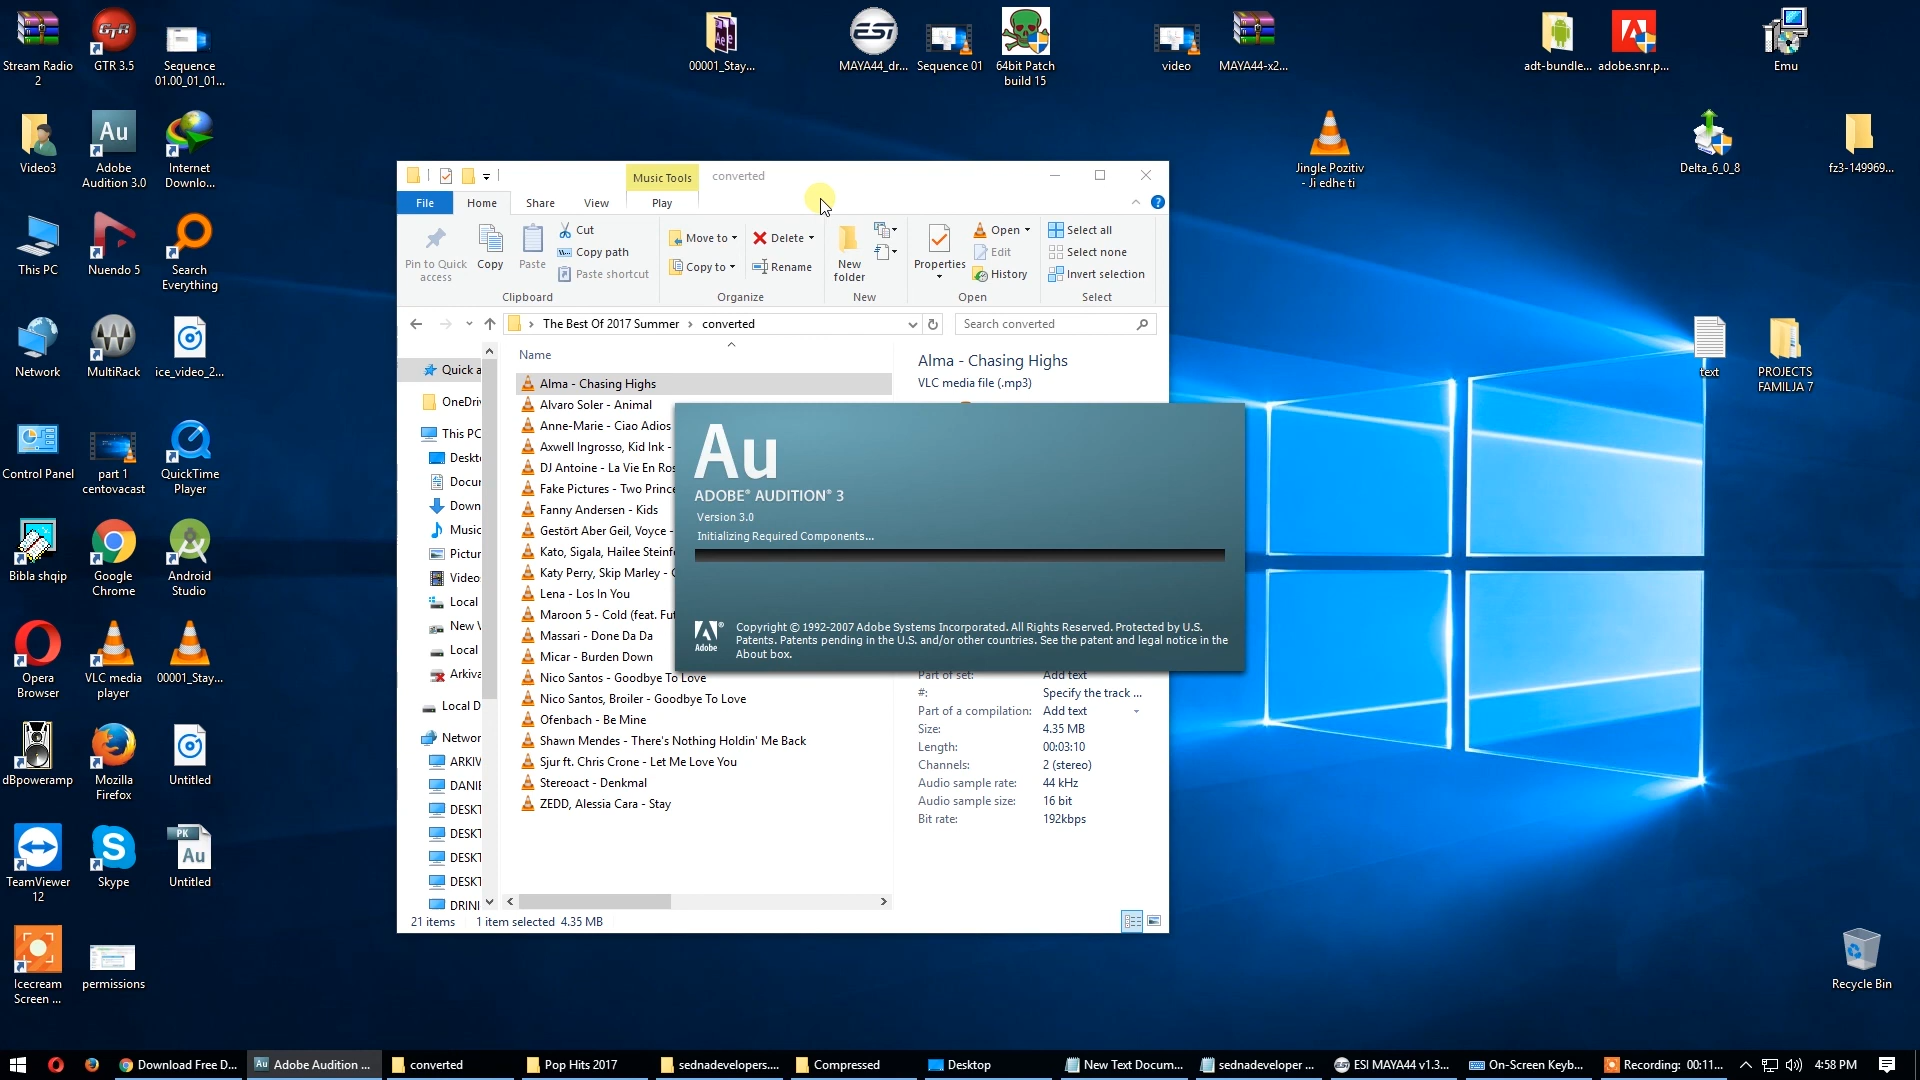 Stream Radio
2
GTR 3.5
Sequence
01.00_01_01...
00001_Stay...
MAYA44_dr...
Sequence 01
64bit Patch
build 15
video
MAYA44-x2...
adt-bundle...
adobe.snr.p...
Emu
Video3
Adobe
Audition 3.0
Internet
Downlo...
Jingle Pozitiv
- Ji edhe ti
Delta_6_0_8
fz3-149969...
This PC
Nuendo 5
Search
Everything
Network
MultiRack
ice_video_2...
text
PROJECTS
FAMILJA 7
Control Panel
part 1
centovacast
QuickTime
Player
Bibla shqip
Google
Chrome
Android
Studio
Opera
Browser
VLC media
player
00001_Stay...
dBpoweramp
Mozilla
Firefox
Untitled
TeamViewer
12
Skype
Untitled
Icecream
Screen ...
permissions
Recycle Bin
Music Tools
converted
File
Home
Share
View
Play
Pin to Quick
access
Copy
Paste
Cut
Copy path
Paste shortcut
Clipboard
Move to
Copy to
Delete
Rename
Organize
New
folder
New
Properties
Open
Edit
History
Open
Select all
Select none
Invert selection
Select
The Best Of 2017 Summer
converted
Search converted
Quick a
OneDri
This PC
Deskt
Docur
Down
Music
Pictur
Video
Local
New V
Local
Arkiva
Local D
Networ
ARKIV
DANIE
DESKT
DESKT
DESKT
DESKT
DRINI
Name
Alma - Chasing Highs
Alvaro Soler - Animal
Anne-Marie - Ciao Adios
Axwell Ingrosso, Kid Ink -
DJ Antoine - La Vie En Ros
Fake Pictures - Two Prince
Fanny Andersen - Kids
Gestört Aber Geil, Voyce -
Kato, Sigala, Hailee Steinf
Katy Perry, Skip Marley - C
Lena - Los In You
Maroon 5 - Cold (feat. Fut
Massari - Done Da Da
Micar - Burden Down
Nico Santos - Goodbye To Love
Nico Santos, Broiler - Goodbye To Love
Ofenbach - Be Mine
Shawn Mendes - There's Nothing Holdin' Me Back
Sjur ft. Chris Crone - Let Me Love You
Stereoact - Denkmal
ZEDD, Alessia Cara - Stay
Alma - Chasing Highs
VLC media file (.mp3)
Au
ADOBE® AUDITION® 3
Version 3.0
Initializing Required Components...
Adobe
Copyright © 1992-2007 Adobe Systems Incorporated. All Rights Reserved. Protected by U.S.
Patents. Patents pending in the U.S. and/or other countries. See the patent and legal notice in the
About box.
Part of set: Add text
#: Specify the track ...
Part of a compilation: Add text
Size: 4.35 MB
Length: 00:03:10
Channels: 2 (stereo)
Audio sample rate: 44 kHz
Audio sample size: 16 bit
Bit rate: 192kbps
21 items
1 item selected 4.35 MB
Download Free D...
Adobe Audition ...
converted
Pop Hits 2017
sednadevelopers....
Compressed
Desktop
New Text Docum...
sednadeveloper ...
ESI MAYA44 v1.3...
On-Screen Keyb...
Recording: 00:11...
4:58 PM